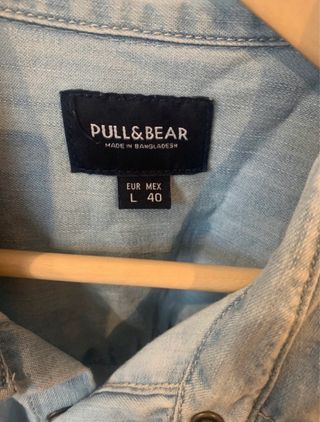 PULL&BEAR
MADE IN BANGLADESH
EUR MEX
L 40